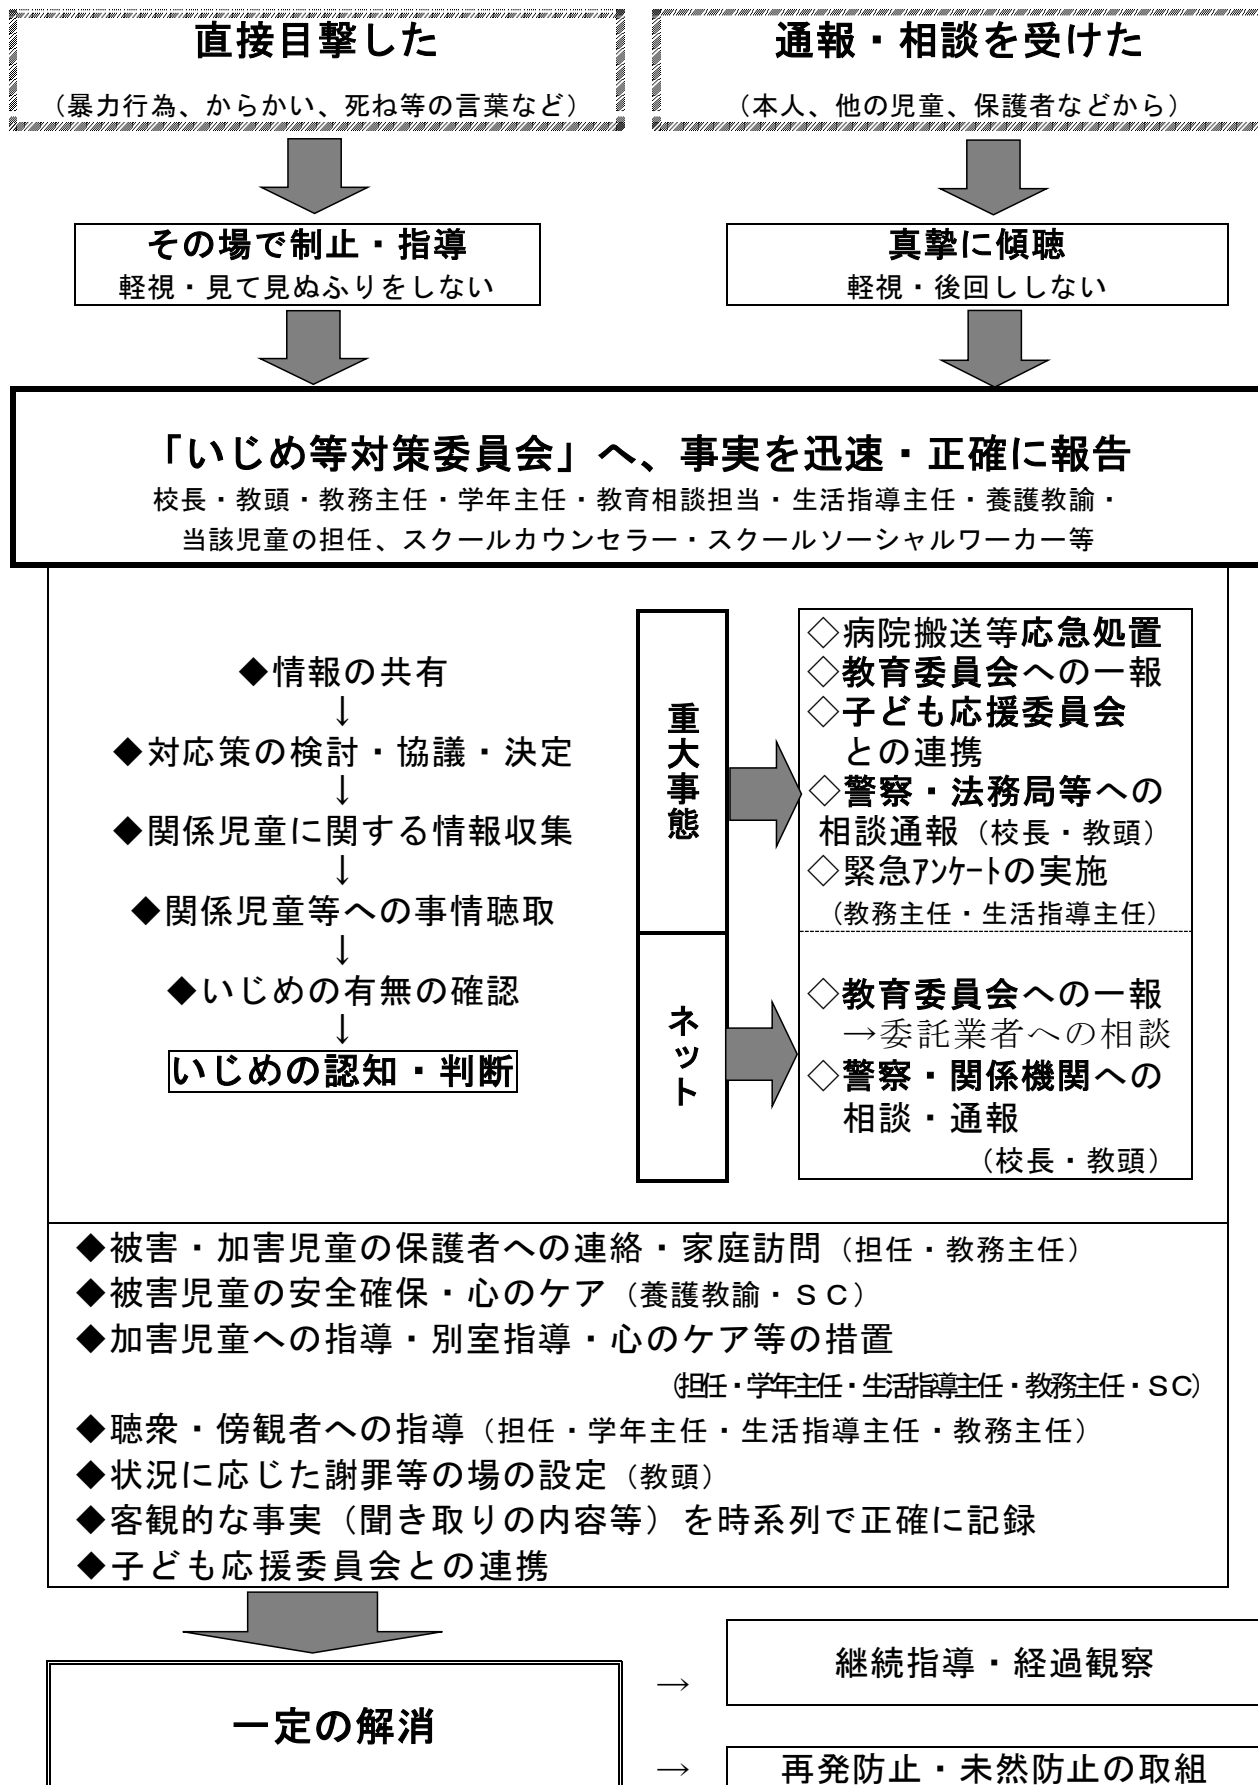 直接目撃した
（暴力行為、からかい、死ね等の言葉など）
通報・相談を受けた
（本人、他の児童、保護者などから）
その場で制止・指導
軽視・見て見ぬふりをしない
真摯に傾聴
軽視・後回ししない
「いじめ等対策委員会」へ、事実を迅速・正確に報告
校長・教頭・教務主任・学年主任・教育相談担当・生活指導主任・養護教諭・
当該児童の担任、スクールカウンセラー・スクールソーシャルワーカー等
◆情報の共有
↓
◆対応策の検討・協議・決定
↓
◆関係児童に関する情報収集
↓
◆関係児童等への事情聴取
↓
◆いじめの有無の確認
↓
いじめの認知・判断
重大事態
◇病院搬送等応急処置
◇教育委員会への一報
◇子ども応援委員会
との連携
◇警察・法務局等への
相談通報（校長・教頭）
◇緊急ｱﾝｹｰﾄの実施
（教務主任・生活指導主任）
ネット
◇教育委員会への一報
→委託業者への相談
◇警察・関係機関への
相談・通報
（校長・教頭）
◆被害・加害児童の保護者への連絡・家庭訪問（担任・教務主任）
◆被害児童の安全確保・心のケア（養護教諭・ＳＣ）
◆加害児童への指導・別室指導・心のケア等の措置
（担任・学年主任・生活指導主任・教務主任・ＳＣ）
◆聴衆・傍観者への指導（担任・学年主任・生活指導主任・教務主任）
◆状況に応じた謝罪等の場の設定（教頭）
◆客観的な事実（聞き取りの内容等）を時系列で正確に記録
◆子ども応援委員会との連携
一定の解消
→
継続指導・経過観察
→
再発防止・未然防止の取組